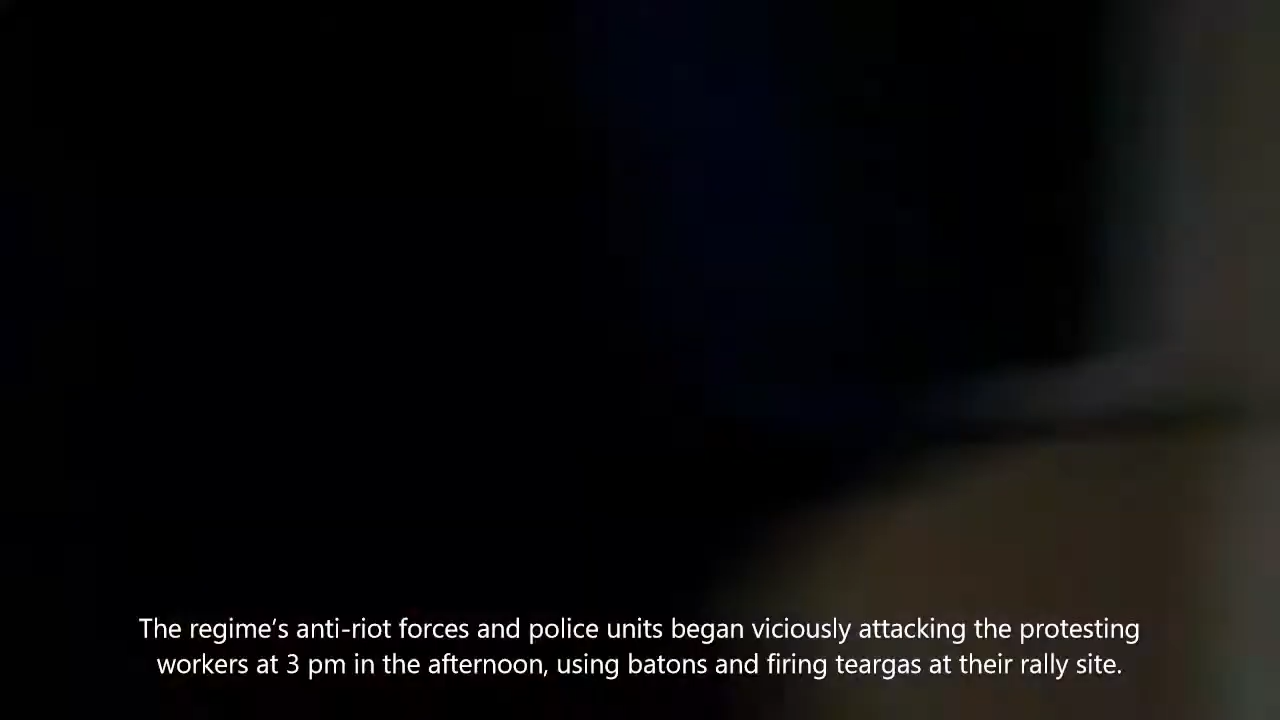 The regime’s anti-riot forces and police units began viciously attacking the protesting
workers at 3 pm in the afternoon, using batons and firing teargas at their rally site.